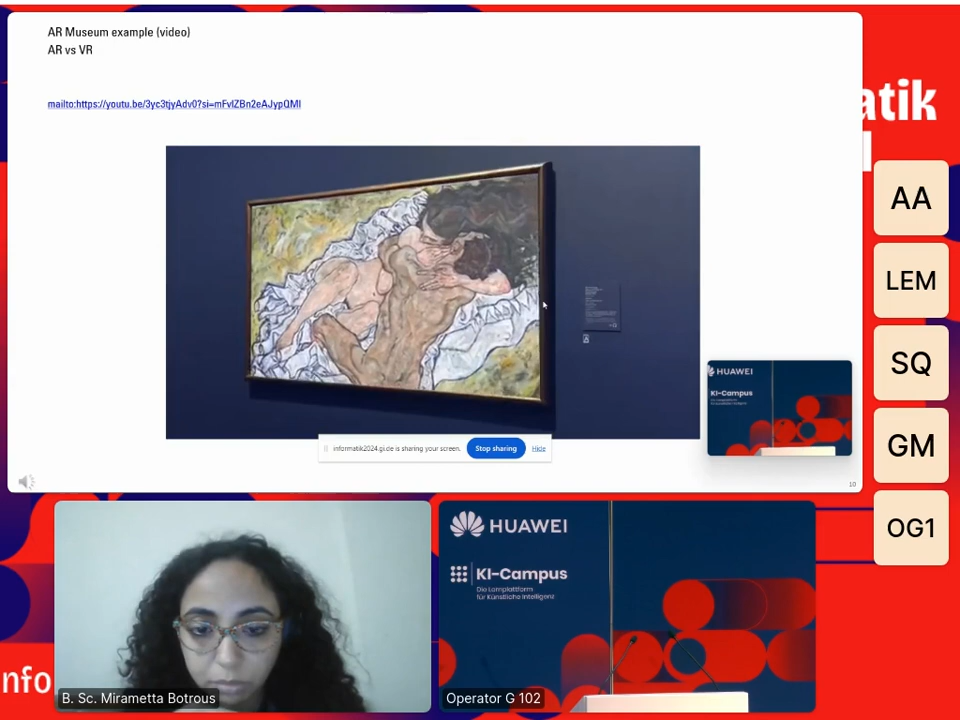 AR Museum example (video)
AR vs VR
mailto:https://youtu.be/3yc3tjyAdv0?si=mFvIZBn2eAJypQMI
atik
AA
LEM
SQ
GM
OG1
HUAWEI
KI-Campus
informatik2024.gi.de is sharing your screen.
Stop sharing
Hide
10
nfo
B. Sc. Mirametta Botrous
HUAWEI
KI-Campus
Die Lernplattform
für Künstliche Intelligenz
Operator G 102